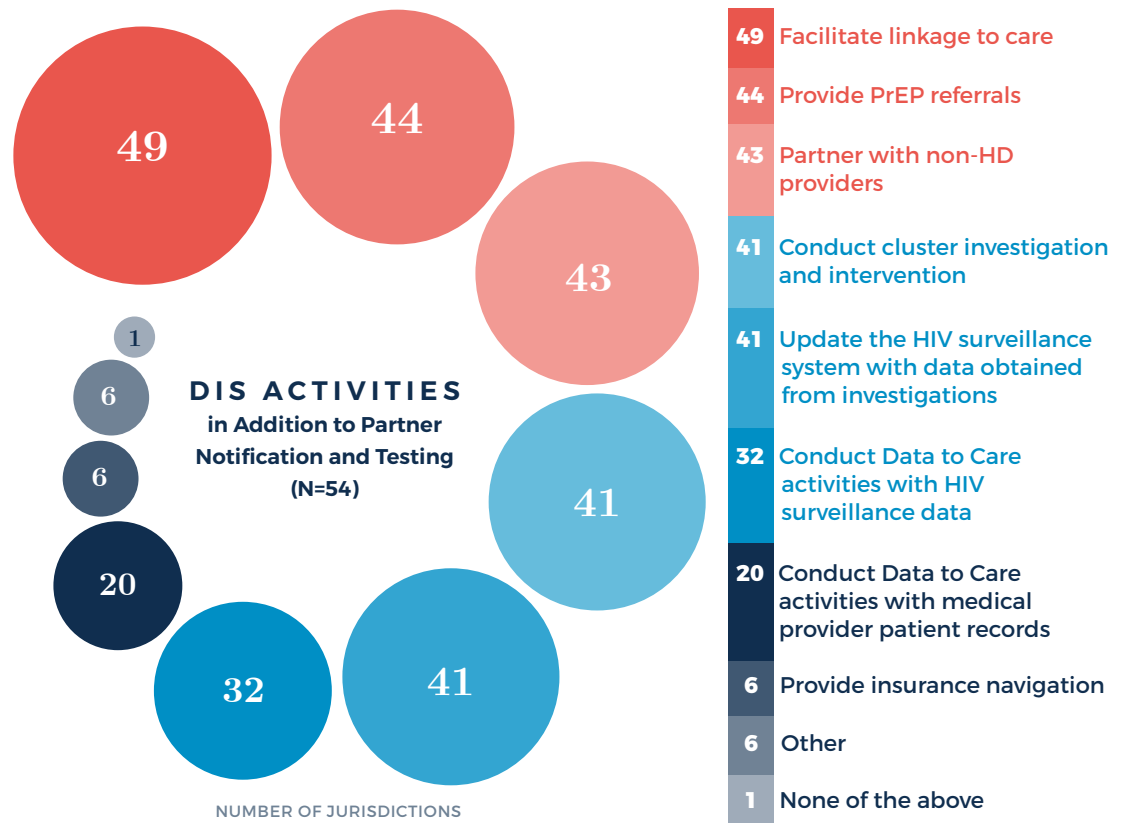 49
44
43
41
41
32
20
6
6
1
DIS ACTIVITIES
in Addition to Partner
Notification and Testing
(N=54)
NUMBER OF JURISDICTIONS
49 Facilitate linkage to care
44 Provide PrEP referrals
43 Partner with non-HD
providers
41 Conduct cluster investigation
and intervention
41 Update the HIV surveillance
system with data obtained
from investigations
32 Conduct Data to Care
activities with HIV
surveillance data
20 Conduct Data to Care
activities with medical
provider patient records
6 Provide insurance navigation
6 Other
1 None of the above